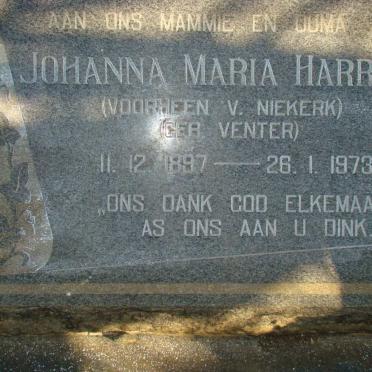 AAN ONS MAMMIE EN OUMA
JOHANNA MARIA HARR
(VOORHEEN V. NIEKERK)
(GEB. VENTER)
11. 12. 1897 — 26. 1. 1973
„ONS DANK GOD ELKEMAA
AS ONS AAN U DINK.